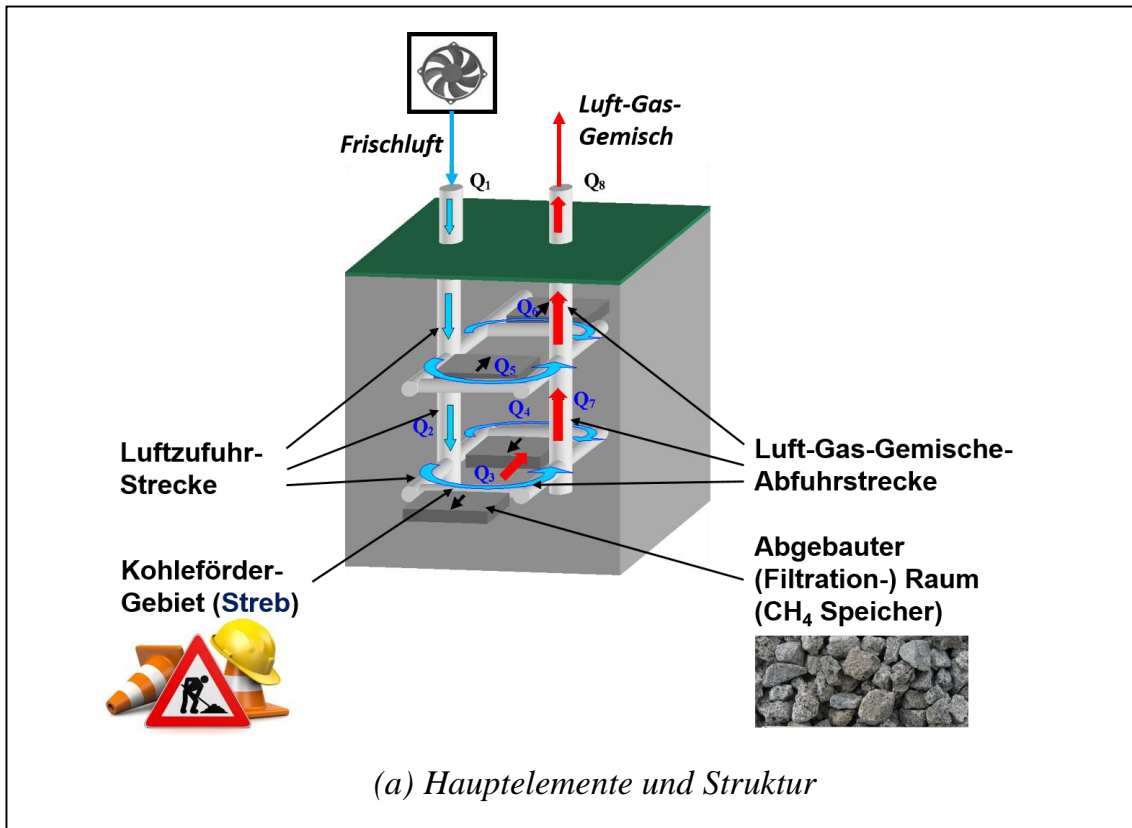 Luft-Gas-
Gemisch
Frischluft
Q₁
Q₈
Q₆
Q₅
Q₄
Q₇
Q₂
Q₃
Luftzufuhr-
Strecke
Luft-Gas-Gemische-
Abfuhrstrecke
Kohleförder-
Gebiet (Streb)
Abgebauter
(Filtration-) Raum
(CH₄ Speicher)
(a) Hauptelemente und Struktur